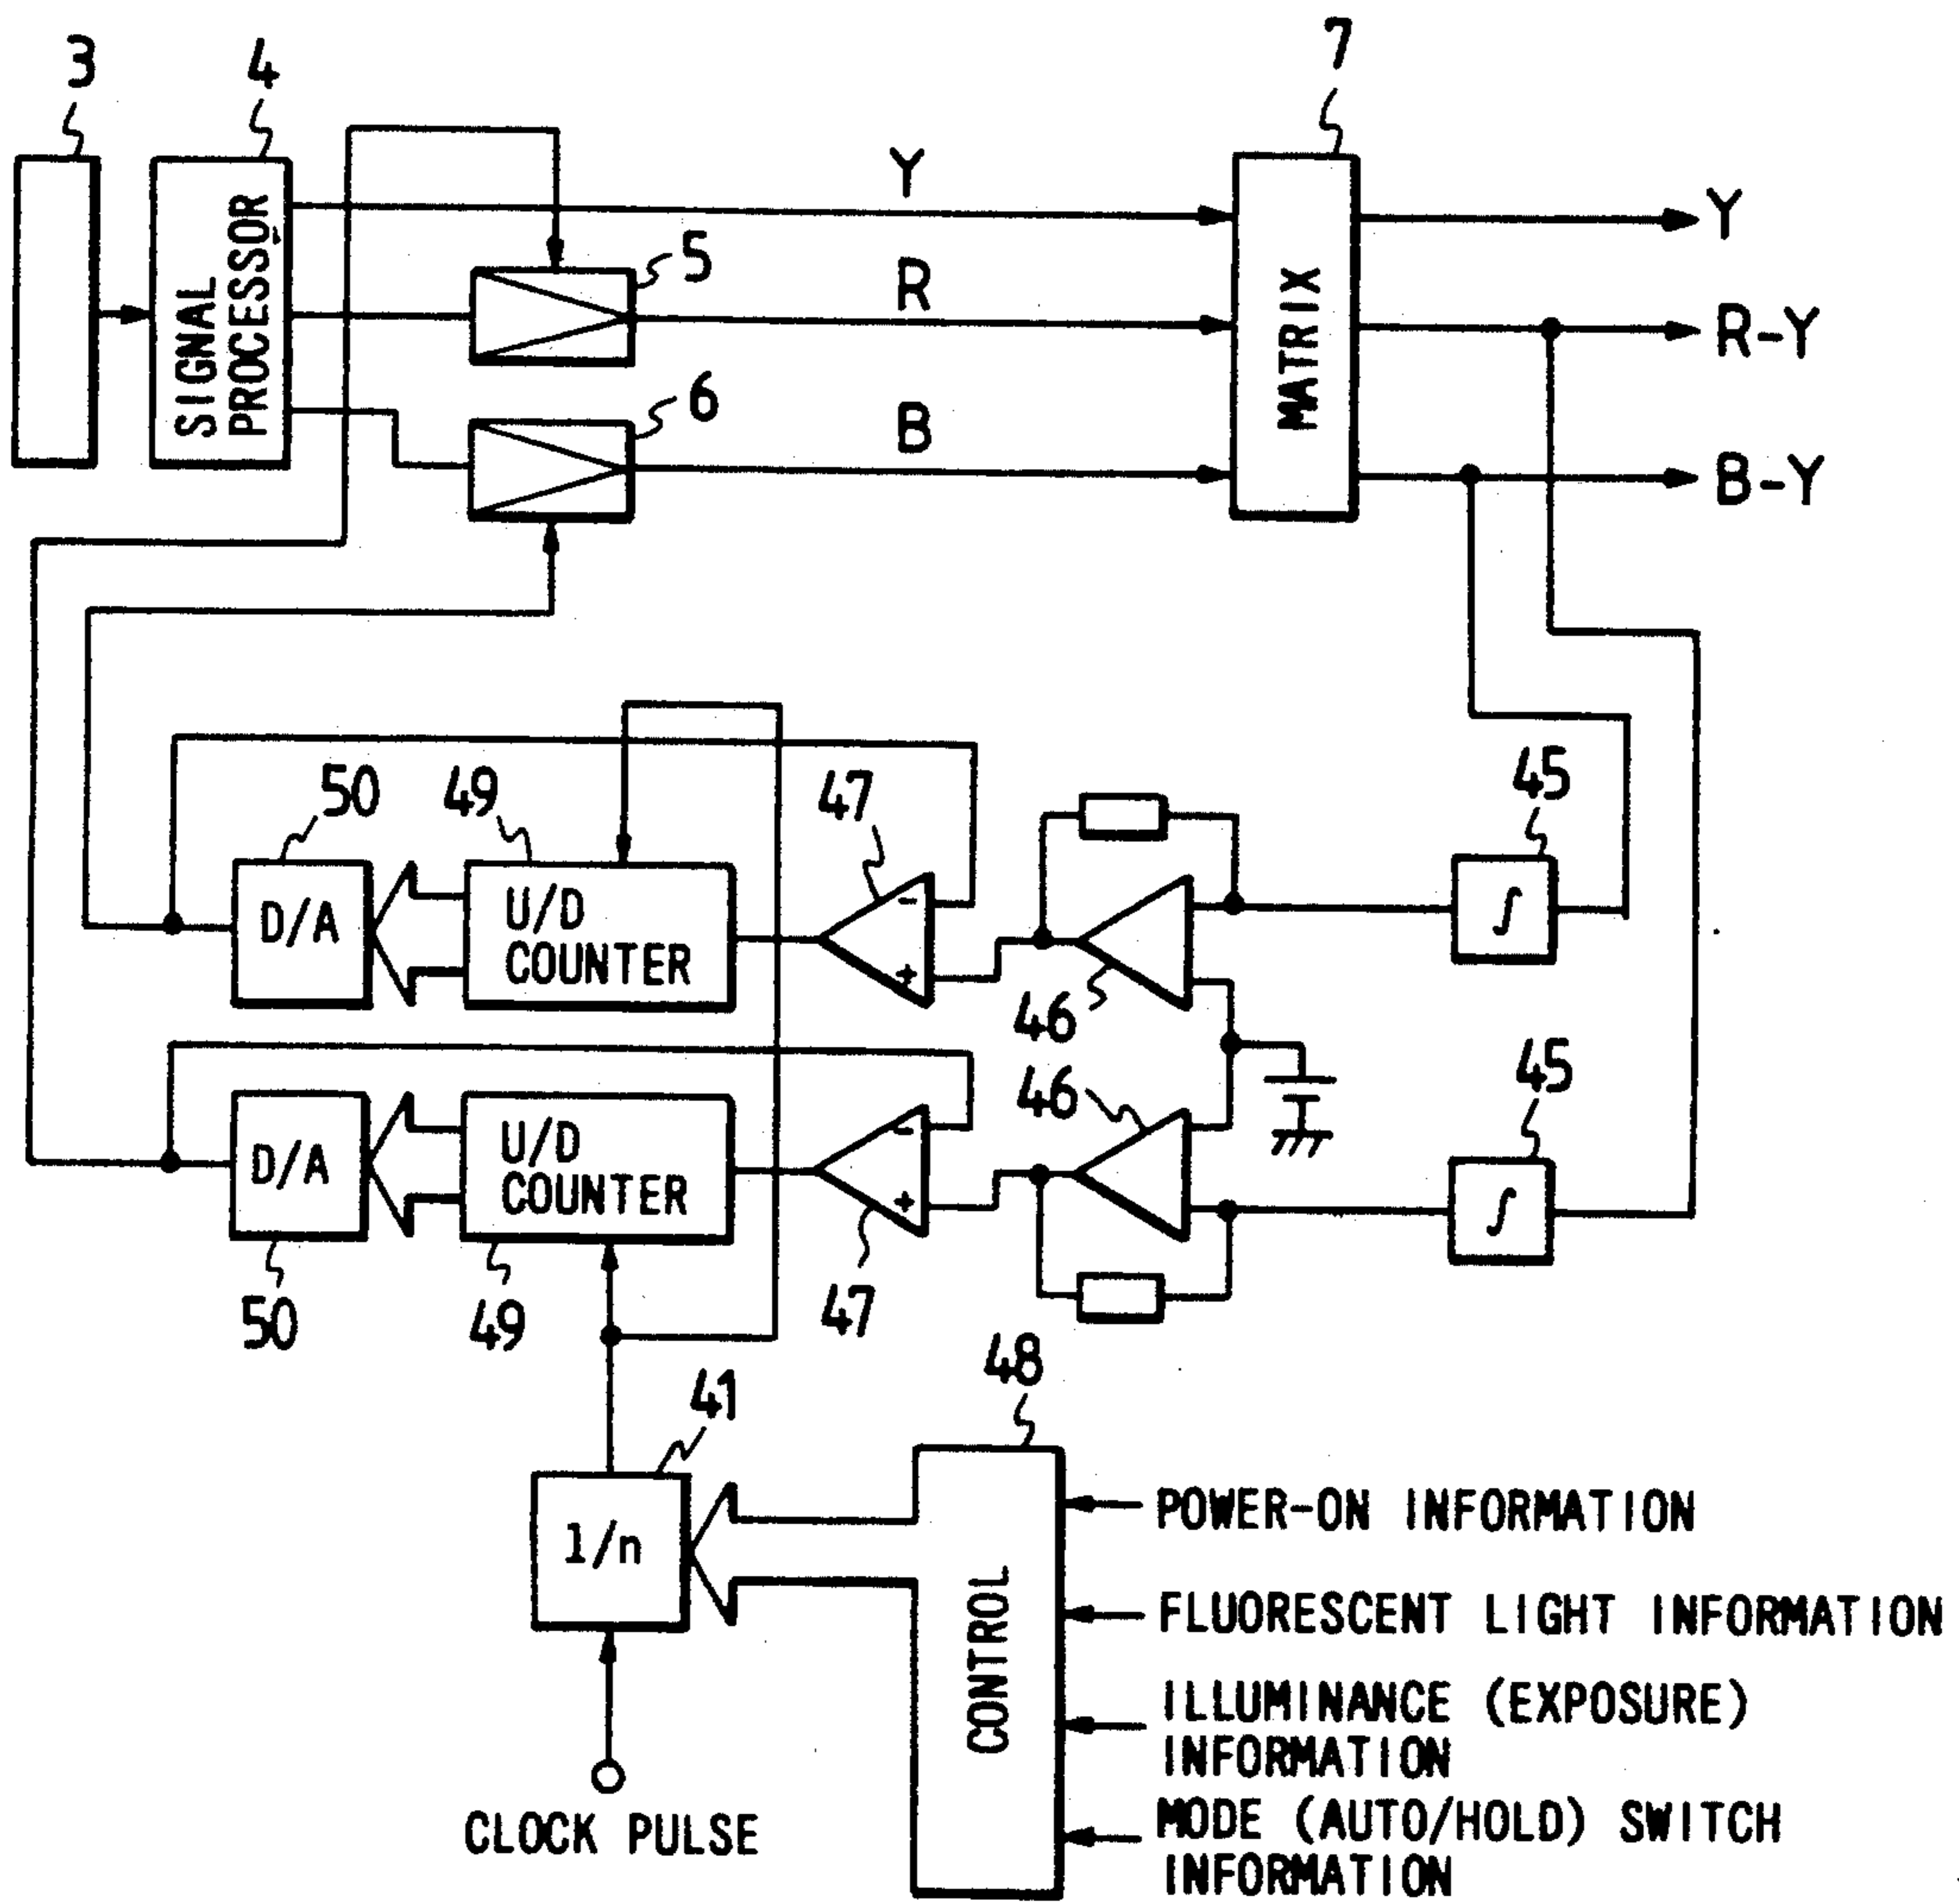 3
4
7
SIGNAL
PROCESSOR
Y
Y
5
R
MATRIX
R-Y
6
B
B-Y
50
49
47
45
D/A
U/D
COUNTER
-
+
∫
46
46
45
D/A
U/D
COUNTER
-
+
∫
50
49
47
48
41
1/n
CONTROL
POWER-ON INFORMATION
FLUORESCENT LIGHT INFORMATION
ILLUMINANCE (EXPOSURE)
INFORMATION
MODE (AUTO/HOLD) SWITCH
INFORMATION
CLOCK PULSE